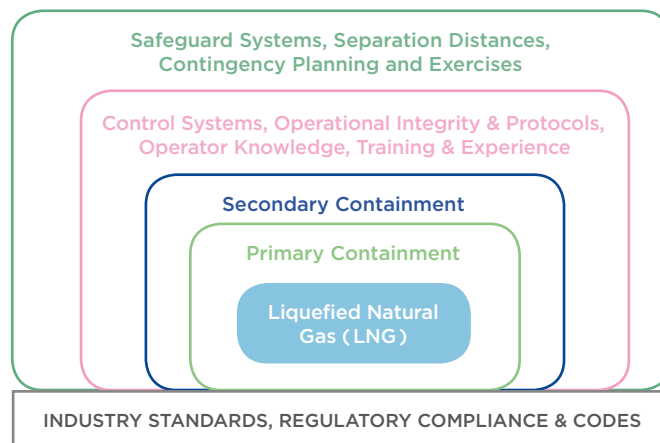 Safeguard Systems, Separation Distances,
Contingency Planning and Exercises
Control Systems, Operational Integrity & Protocols,
Operator Knowledge, Training & Experience
Secondary Containment
Primary Containment
Liquefied Natural
Gas (LNG)
INDUSTRY STANDARDS, REGULATORY COMPLIANCE & CODES